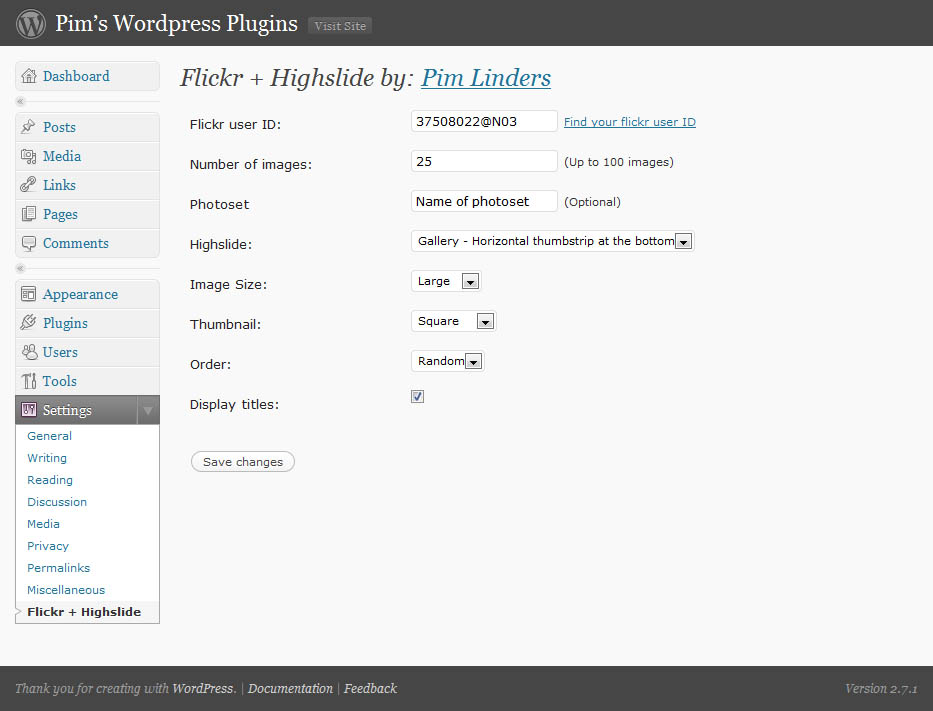 Pim's Wordpress Plugins Visit Site
Dashboard
Posts
Media
Links
Pages
Comments
Appearance
Plugins
Users
Tools
Settings
General
Writing
Reading
Discussion
Media
Privacy
Permalinks
Miscellaneous
Flickr + Highslide
Flickr + Highslide by: Pim Linders
Flickr user ID: 37508022@N03 Find your flickr user ID
Number of images: 25 (Up to 100 images)
Photoset Name of photoset (Optional)
Highslide: Gallery - Horizontal thumbstrip at the bottom
Image Size: Large
Thumbnail: Square
Order: Random
Display titles:
Save changes
Thank you for creating with WordPress. | Documentation | Feedback
Version 2.7.1